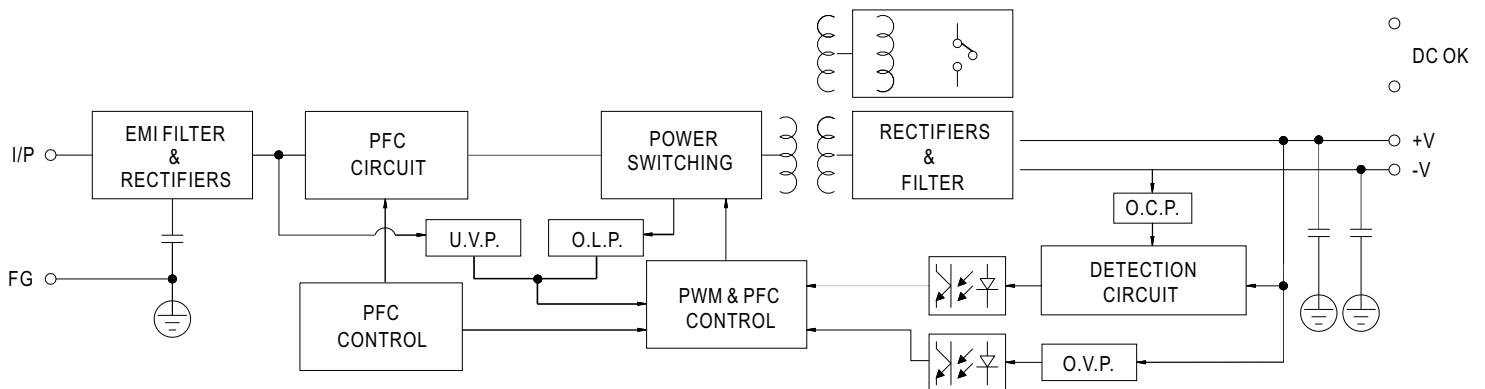 DC OK
I/P
EMI FILTER
&
RECTIFIERS
PFC
CIRCUIT
POWER
SWITCHING
RECTIFIERS
&
FILTER
+V
-V
O.C.P.
U.V.P.
O.L.P.
FG
PFC
CONTROL
PWM & PFC
CONTROL
DETECTION
CIRCUIT
O.V.P.